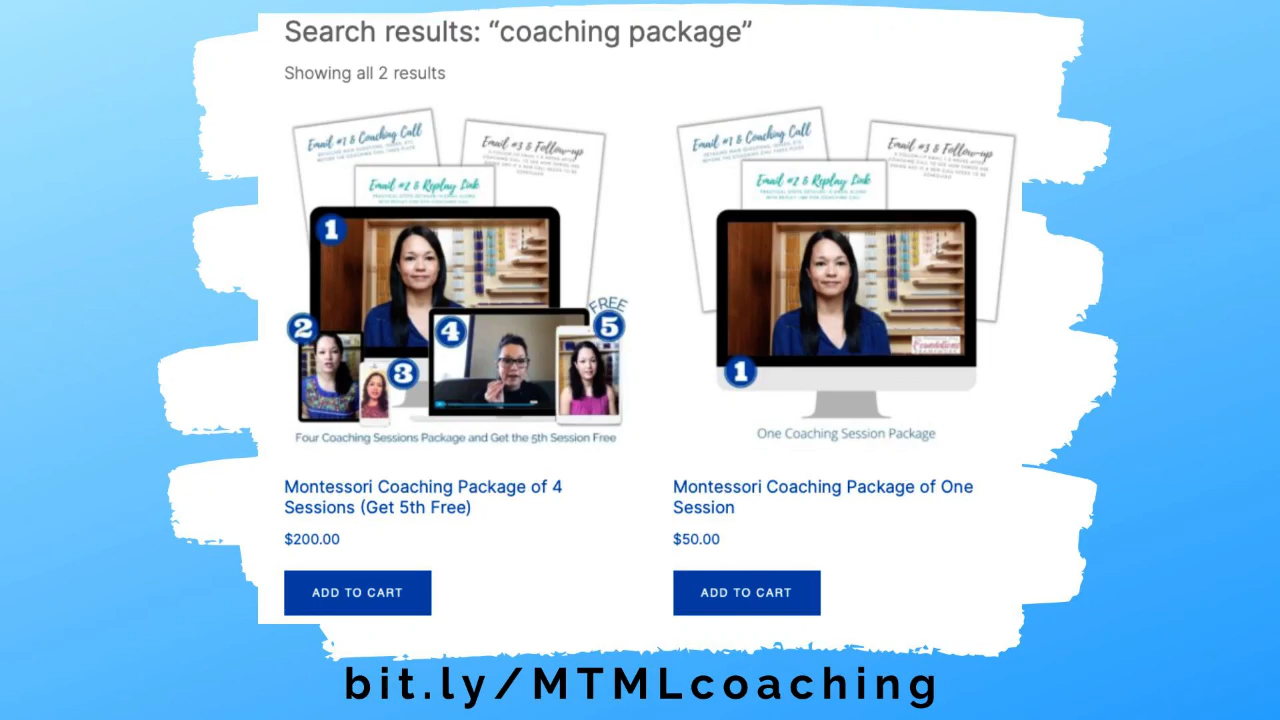 Search results: “coaching package”
Showing all 2 results
Email #1 & Coaching Call
Email #3 & Follow-up
Email #2 & Replay Link
1
2
3
4
FREE
5
Four Coaching Sessions Package and Get the 5th Session Free
Email #1 & Coaching Call
Email #3 & Follow-up
Email #2 & Replay Link
Foundations
1
One Coaching Session Package
Montessori Coaching Package of 4
Sessions (Get 5th Free)
$200.00
ADD TO CART
Montessori Coaching Package of One
Session
$50.00
ADD TO CART
bit.ly/MTMLcoaching